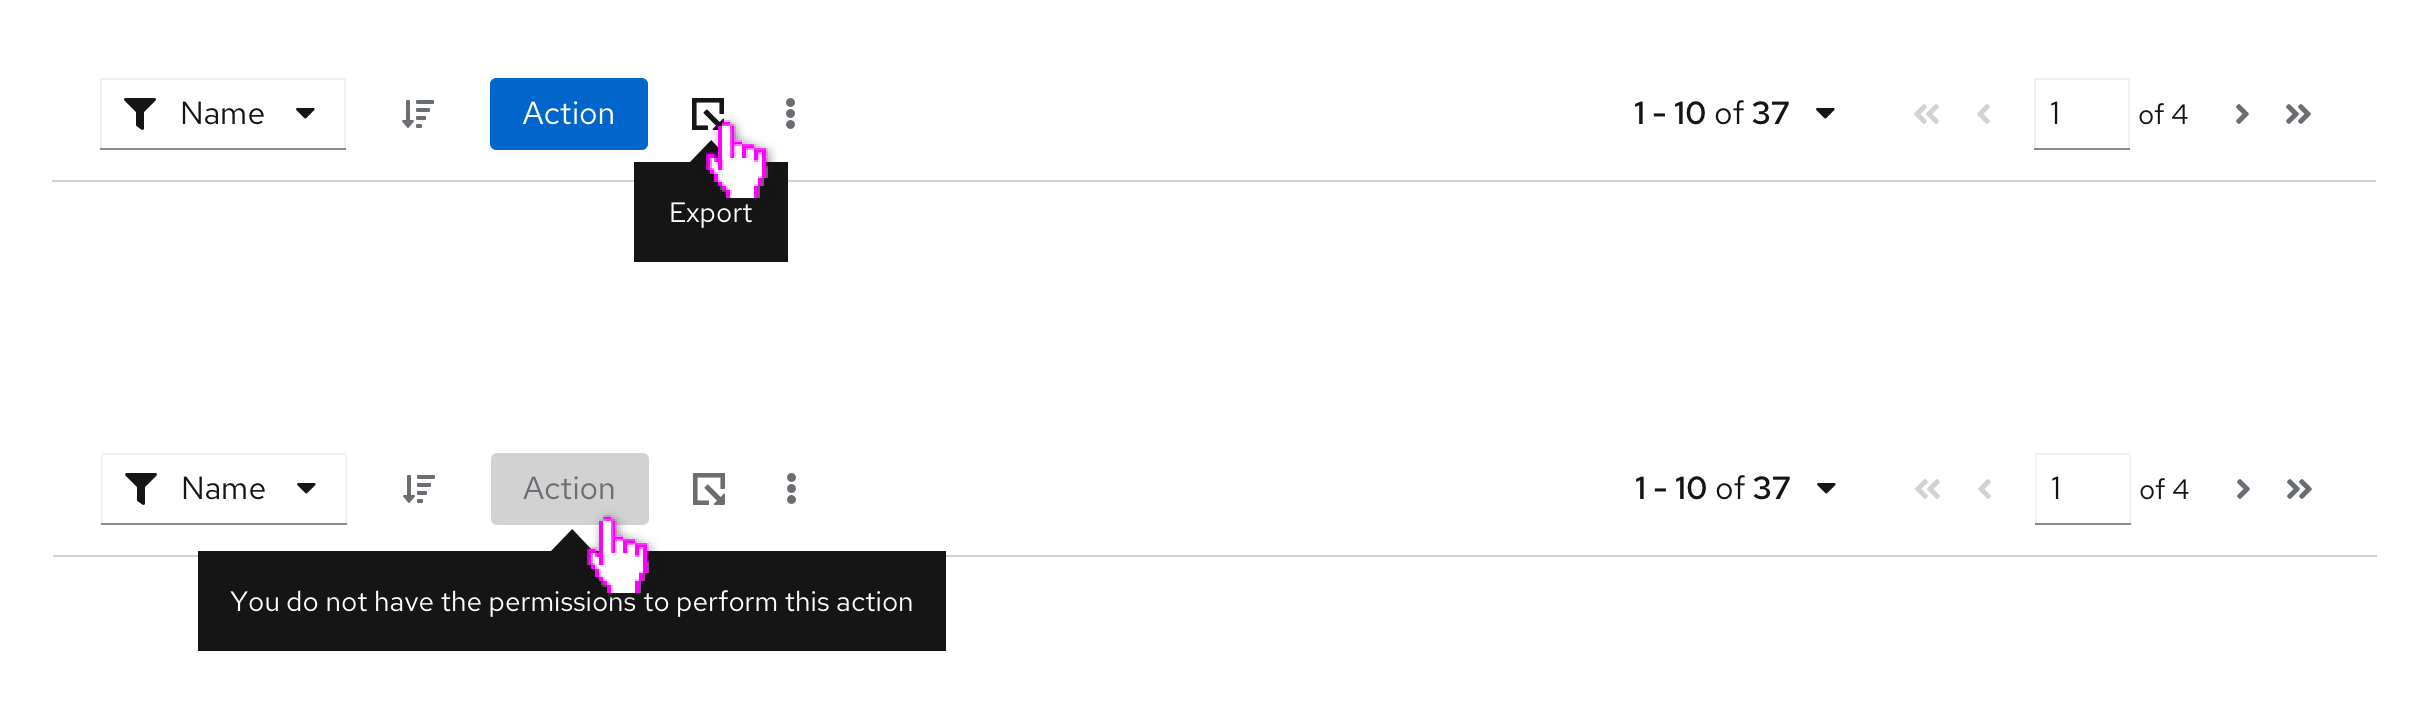 Name Action 1 - 10 of 37 1 of 4
Export
Name Action 1 - 10 of 37 1 of 4
You do not have the permissions to perform this action